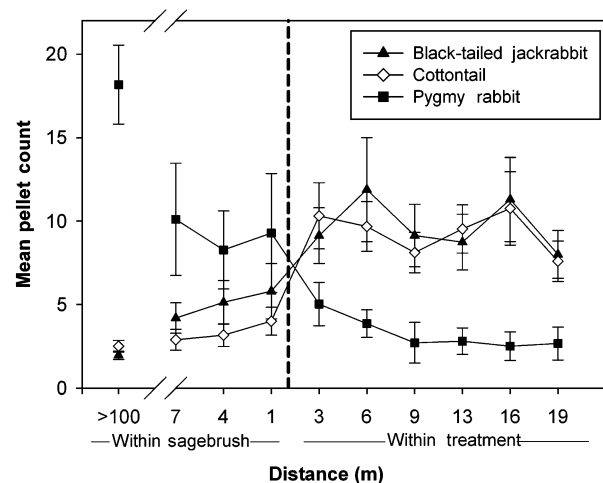 Black-tailed jackrabbit
Cottontail
Pygmy rabbit
Mean pellet count
20
15
10
5
0
>100 7 4 1 3 6 9 13 16 19
Within sagebrush Within treatment
Distance (m)